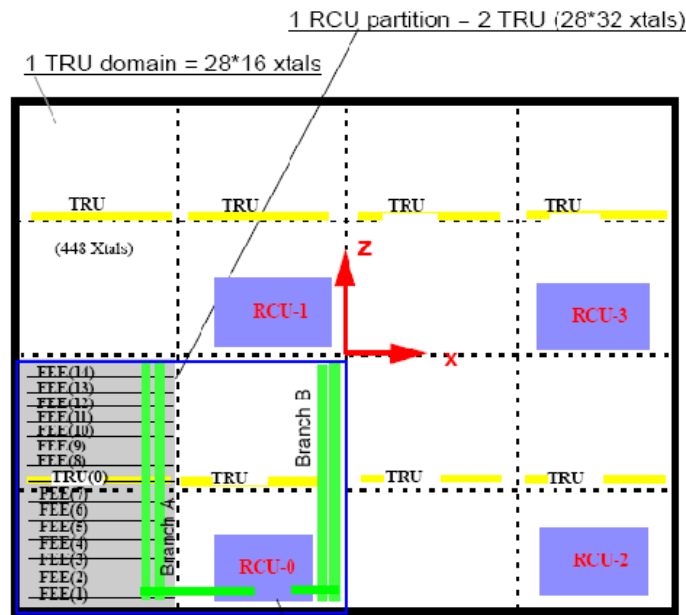 1 RCU partition – 2 TRU (28*32 xtals)
1 TRU domain = 28*16 xtals
TRU TRU TRU TRU
(448 Xtals)
Z
RCU-1 RCU-3
X
FEE(14)
FEE(13)
FEE(12)
FEE(11)
FEE(10)
FEE(9)
FEE(8)
Branch B
TRU(0) TRU TRU TRU
FEE(7)
FEE(6)
FEE(5)
FEE(4)
FEE(3)
FEE(2)
FEE(1)
Branch A
RCU-0 RCU-2